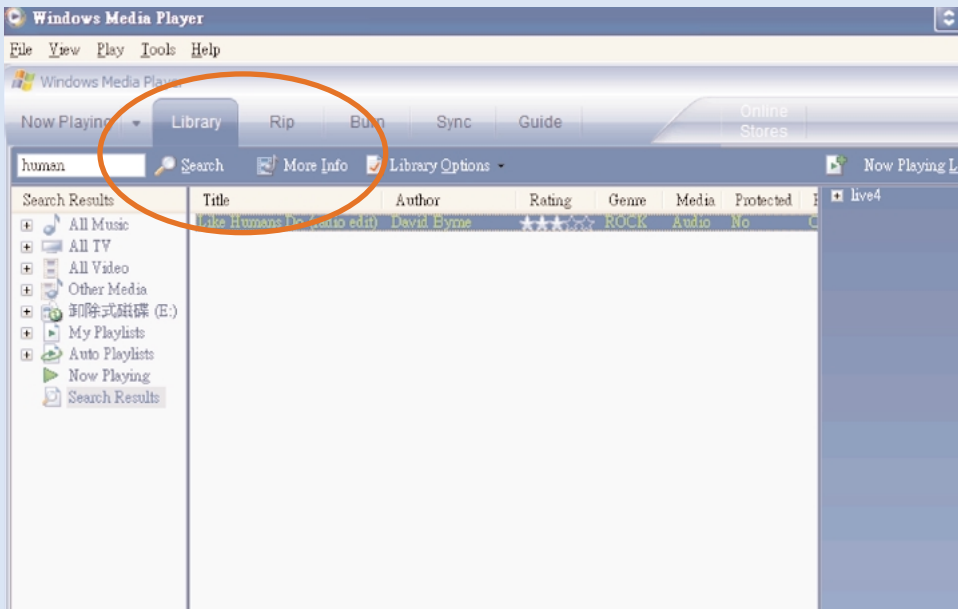 Windows Media Player
File View Play Tools Help
Windows Media Player
Now Playing Library Rip Burn Sync Guide Online Stores
human Search More Info Library Options Now Playing L
Search Results Title Author Rating Genre Media Protected
Like Humans Do (radio edit) David Byrne ROCK Audio No
live4
All Music
All TV
All Video
Other Media
卸除式磁碟 (E:)
My Playlists
Auto Playlists
Now Playing
Search Results